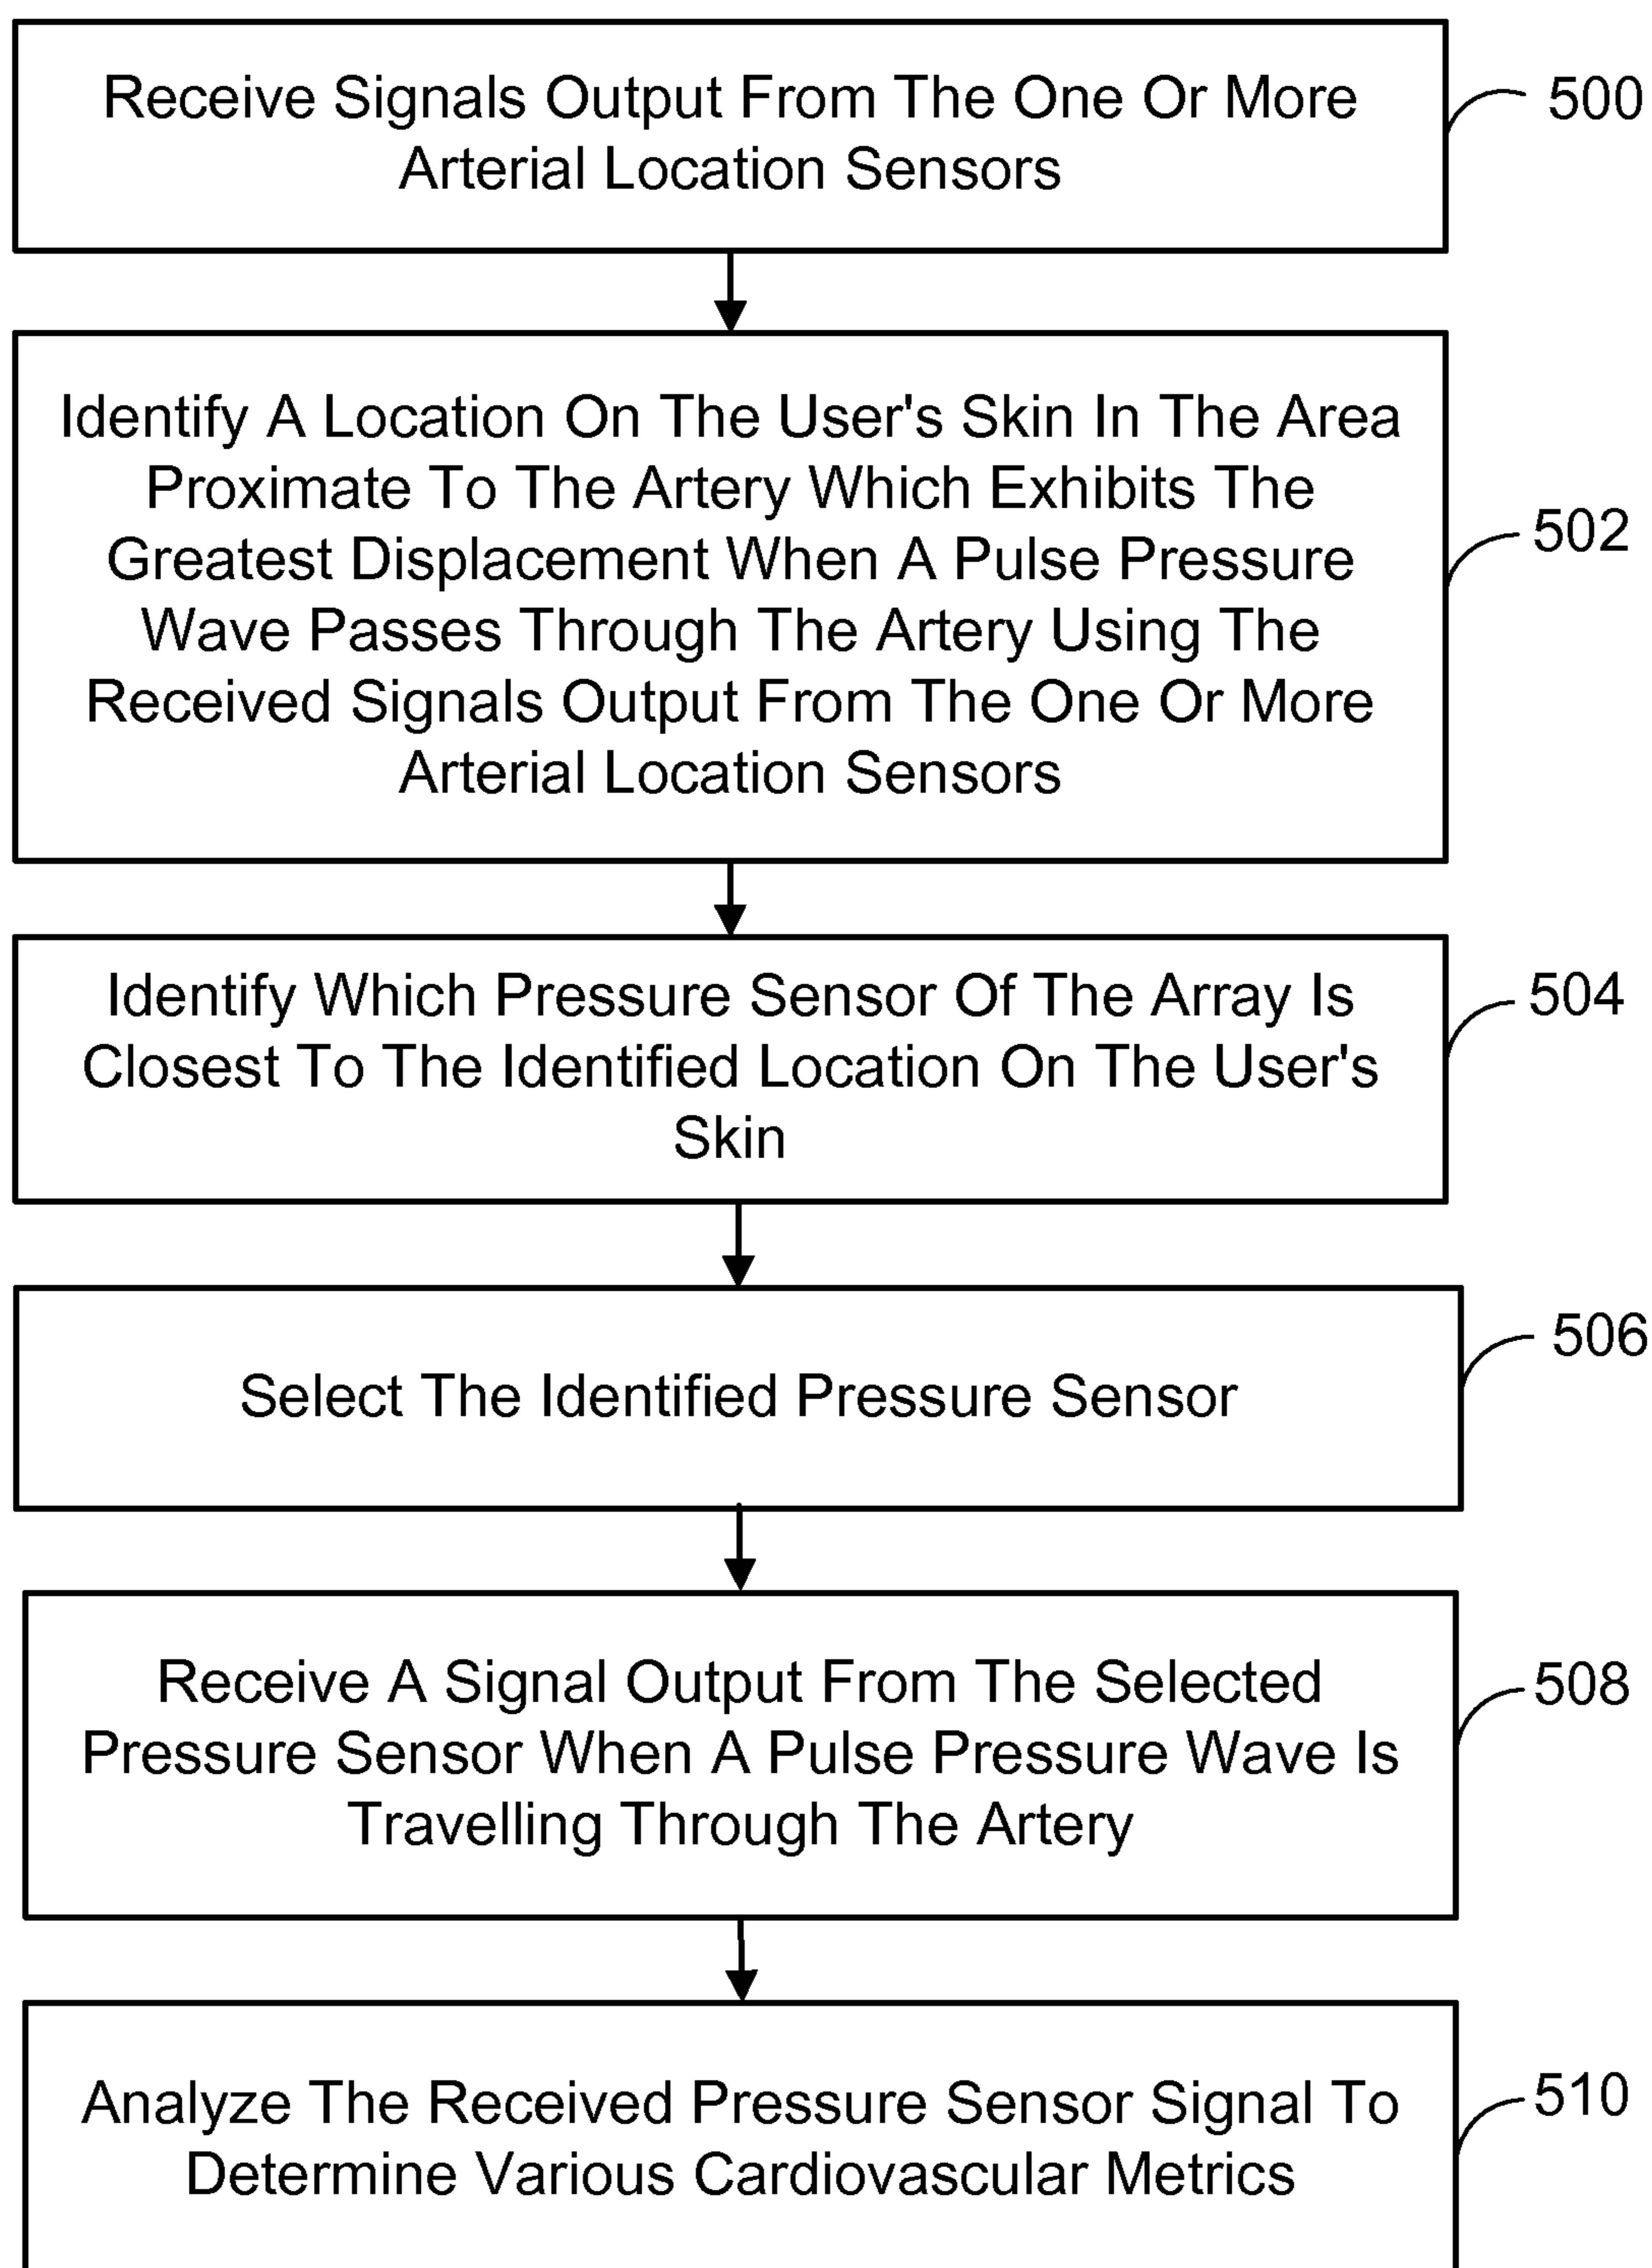 Receive Signals Output From The One Or More
Arterial Location Sensors
500
Identify A Location On The User's Skin In The Area
Proximate To The Artery Which Exhibits The
Greatest Displacement When A Pulse Pressure
Wave Passes Through The Artery Using The
Received Signals Output From The One Or More
Arterial Location Sensors
502
Identify Which Pressure Sensor Of The Array Is
Closest To The Identified Location On The User's
Skin
504
Select The Identified Pressure Sensor
506
Receive A Signal Output From The Selected
Pressure Sensor When A Pulse Pressure Wave Is
Travelling Through The Artery
508
Analyze The Received Pressure Sensor Signal To
Determine Various Cardiovascular Metrics
510